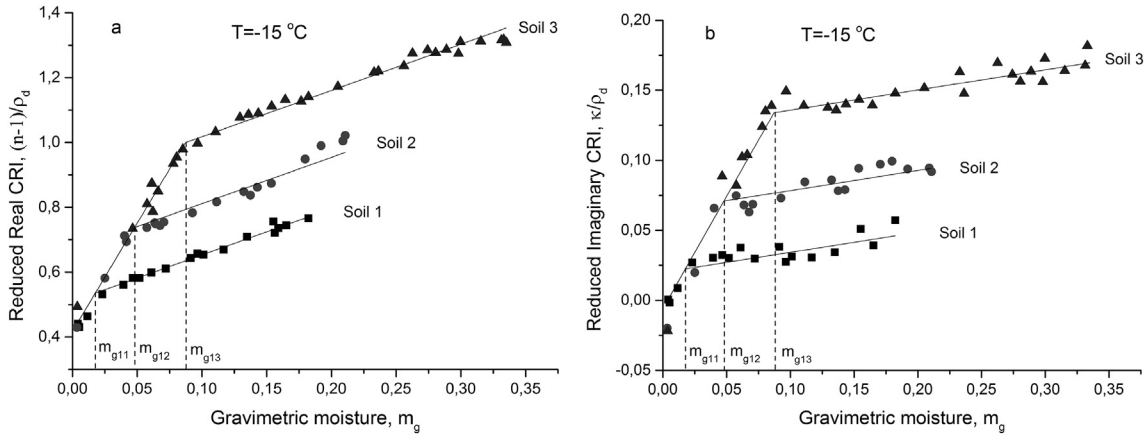 a
T=-15 °C
Reduced Real CRI, (n-1)/ρd
1,4
1,2
1,0
0,8
0,6
0,4
Soil 3
Soil 2
Soil 1
mg11
mg12
mg13
0,00 0,05 0,10 0,15 0,20 0,25 0,30 0,35
Gravimetric moisture, mg
b
T=-15 °C
Reduced Imaginary CRI, κ/ρd
0,20
0,15
0,10
0,05
0,00
-0,05
Soil 3
Soil 2
Soil 1
mg11
mg12
mg13
0,00 0,05 0,10 0,15 0,20 0,25 0,30 0,35
Gravimetric moisture, mg